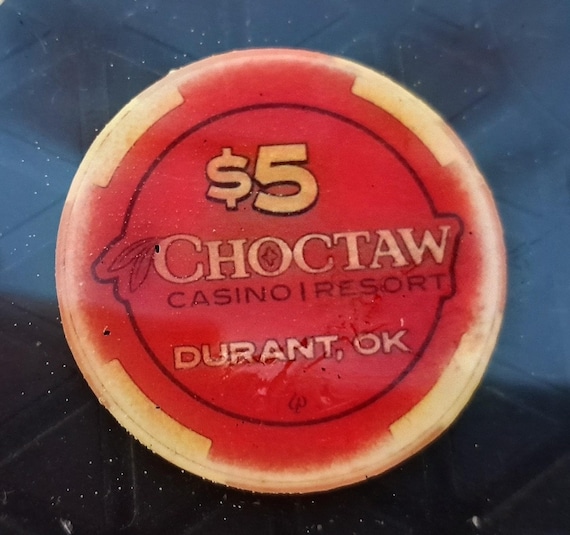 $5
CHOCTAW
CASINO | RESORT
DURANT, OK